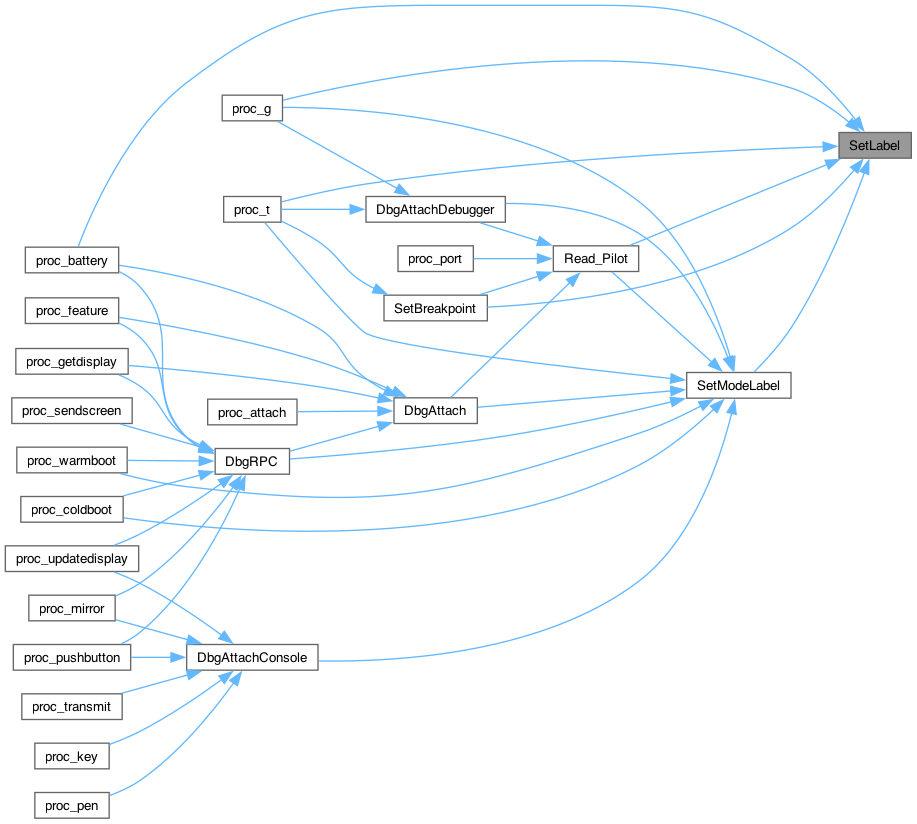 proc_g
SetLabel
proc_t
DbgAttachDebugger
proc_battery
proc_port
Read_Pilot
proc_feature
SetBreakpoint
proc_getdisplay
SetModeLabel
proc_sendscreen
proc_attach
DbgAttach
proc_warmboot
DbgRPC
proc_coldboot
proc_updatedisplay
proc_mirror
proc_pushbutton
DbgAttachConsole
proc_transmit
proc_key
proc_pen